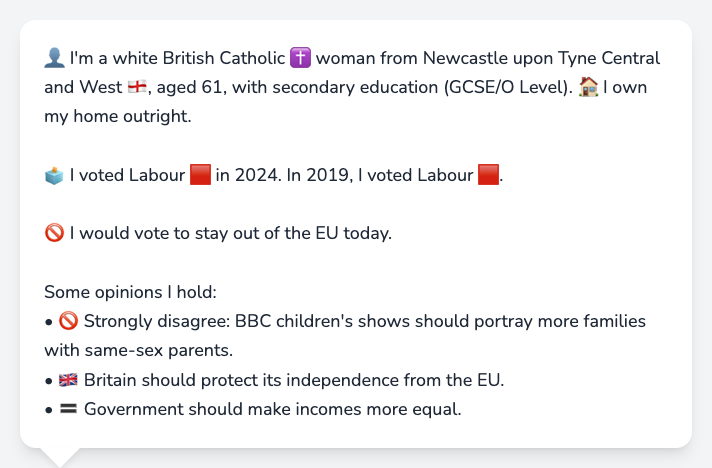 👤 I'm a white British Catholic ✝️ woman from Newcastle upon Tyne Central
and West 🏴󠁧󠁢󠁥󠁮󠁧󠁿, aged 61, with secondary education (GCSE/O Level). 🏠 I own
my home outright.
🗳️ I voted Labour 🟥 in 2024. In 2019, I voted Labour 🟥.
🚫 I would vote to stay out of the EU today.
Some opinions I hold:
• 🚫 Strongly disagree: BBC children's shows should portray more families
with same-sex parents.
• 🇬🇧 Britain should protect its independence from the EU.
• 🟰 Government should make incomes more equal.